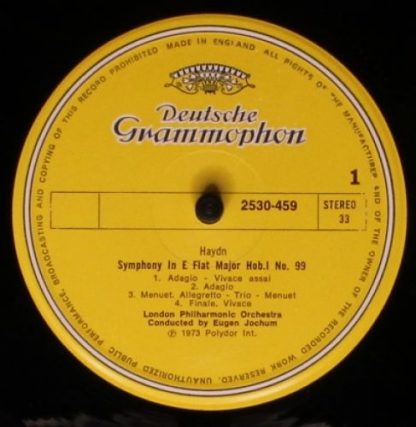 MADE IN ENGLAND ALL RIGHTS OF THE MANUFACTURER AND OF THE OWNER OF THE RECORDED WORK RESERVED. UNAUTHORIZED PUBLIC PERFORMANCE, BROADCASTING AND COPYING OF THIS RECORD PROHIBITED
Deutsche
Grammophon
1
2530-459
STEREO
33
Haydn
Symphony In E Flat Major Hob.I No. 99
1. Adagio - Vivace assai
2. Adagio
3. Menuet. Allegretto - Trio - Menuet
4. Finale. Vivace
London Philharmonic Orchestra
Conducted by Eugen Jochum
℗ 1973 Polydor Int.